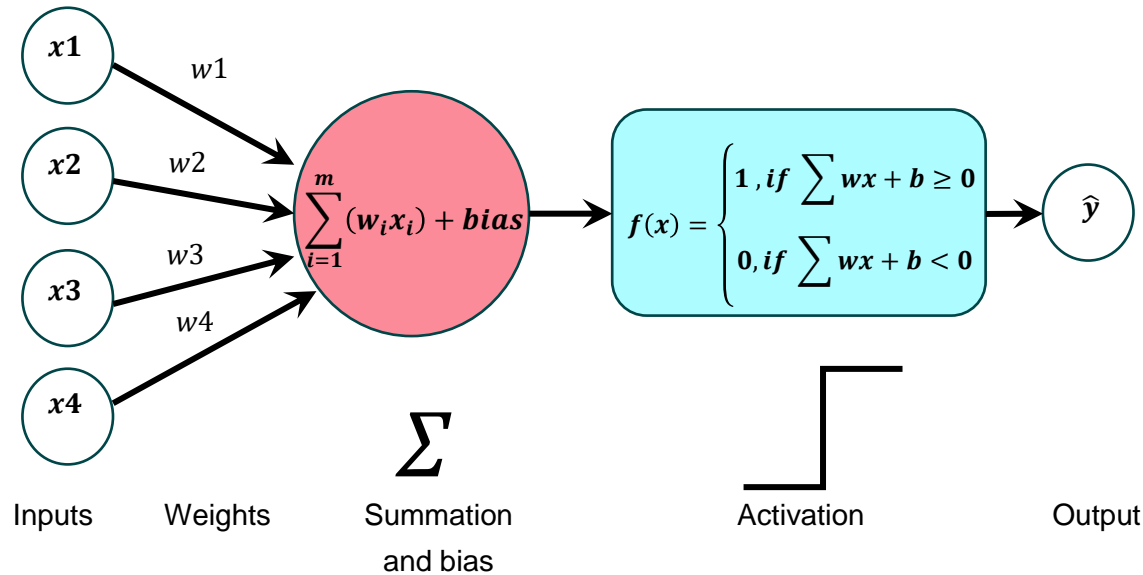 x1
w1
x2
w2
x3
w3
x4
w4
m
∑(wᵢxᵢ) + bias
i=1
f(x) = { 1 , if ∑ wx + b ≥ 0
0, if ∑ wx + b < 0
ŷ
∑
Inputs
Weights
Summation
and bias
Activation
Output